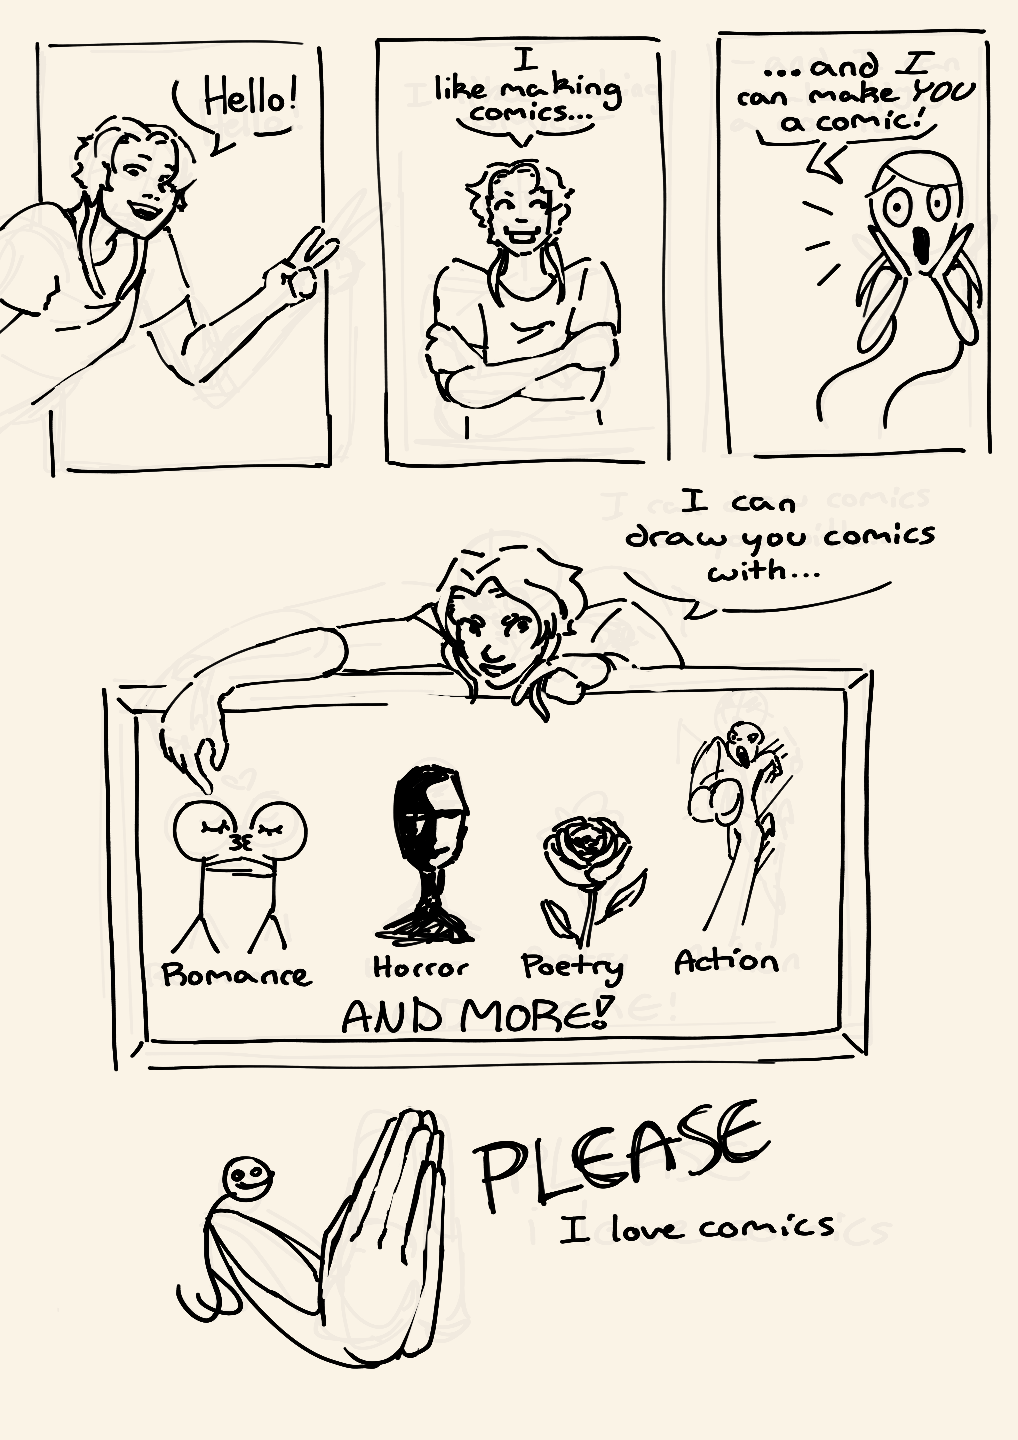 Hello!
I
like making
comics...
...and I
can make YOU
a comic!
I can
draw you comics
with...
Romance
Horror
Poetry
Action
AND MORE!
PLEASE
I love comics